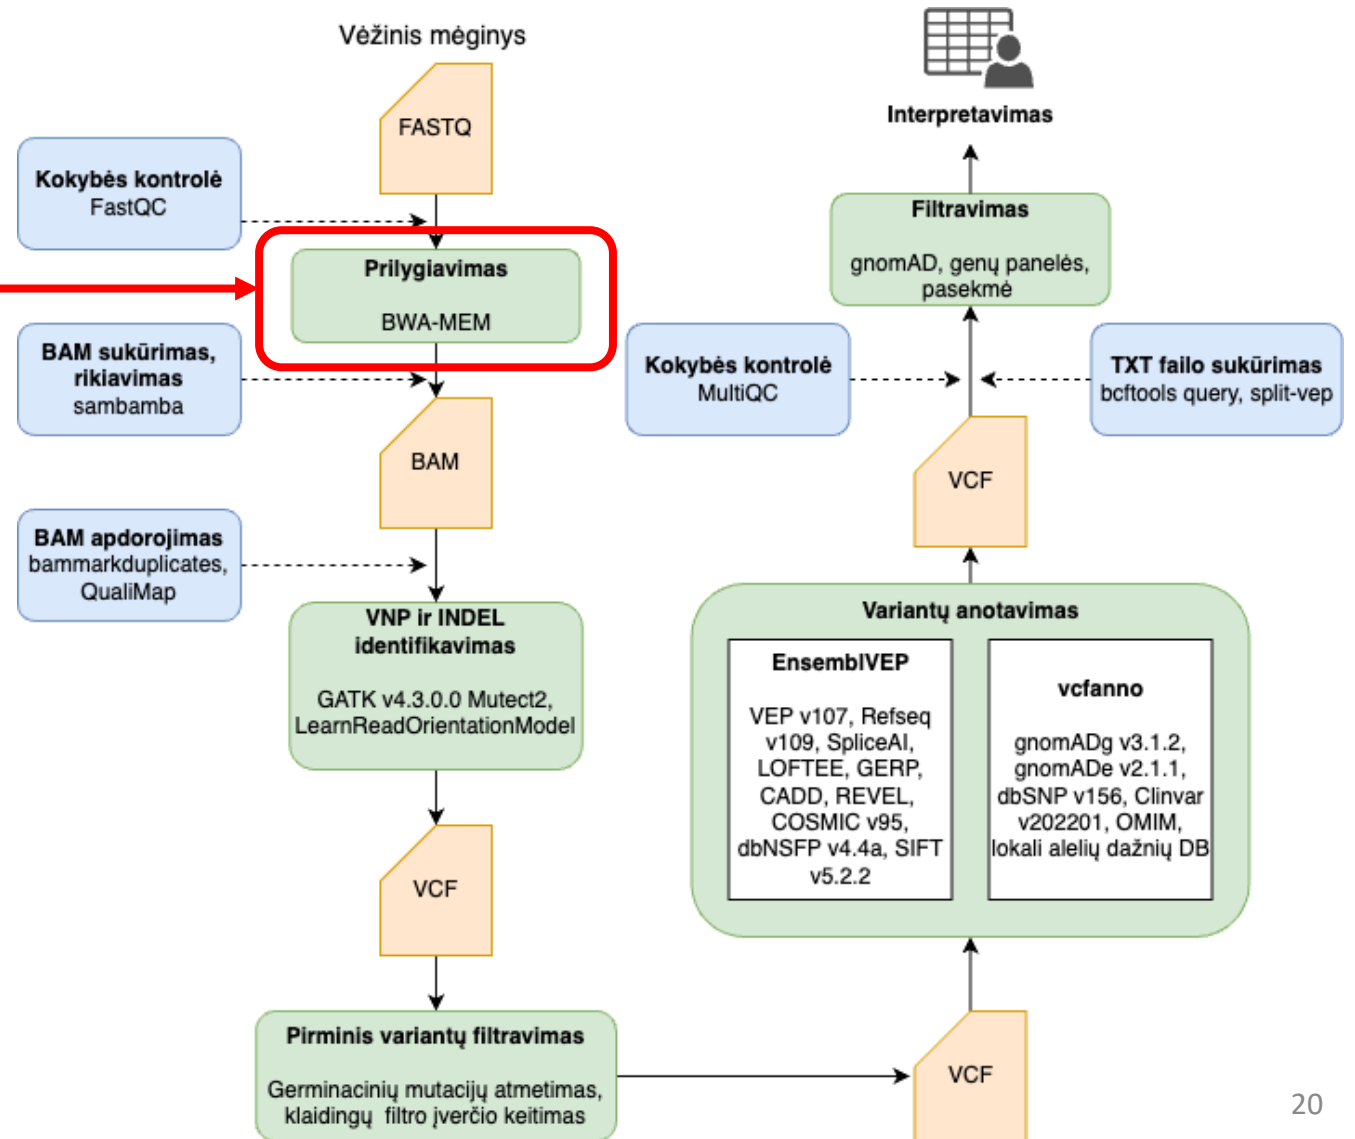 Vėžinis mėginys
FASTQ
Kokybės kontrolė
FastQC
Prilygiavimas
BWA-MEM
BAM sukūrimas,
rikiavimas
sambamba
BAM
BAM apdorojimas
bammarkduplicates,
QualiMap
VNP ir INDEL
identifikavimas
GATK v4.3.0.0 Mutect2,
LearnReadOrientationModel
VCF
Pirminis variantų filtravimas
Germinacinių mutacijų atmetimas,
klaidingų filtro įverčio keitimas
VCF
Variantų anotavimas
EnsemblVEP
VEP v107, Refseq
v109, SpliceAI,
LOFTEE, GERP,
CADD, REVEL,
COSMIC v95,
dbNSFP v4.4a, SIFT
v5.2.2
vcfanno
gnomADg v3.1.2,
gnomADe v2.1.1,
dbSNP v156, Clinvar
v202201, OMIM,
lokali alelių dažnių DB
VCF
Kokybės kontrolė
MultiQC
TXT failo sukūrimas
bcftools query, split-vep
Filtravimas
gnomAD, genų panelės,
pasekmė
Interpretavimas
20